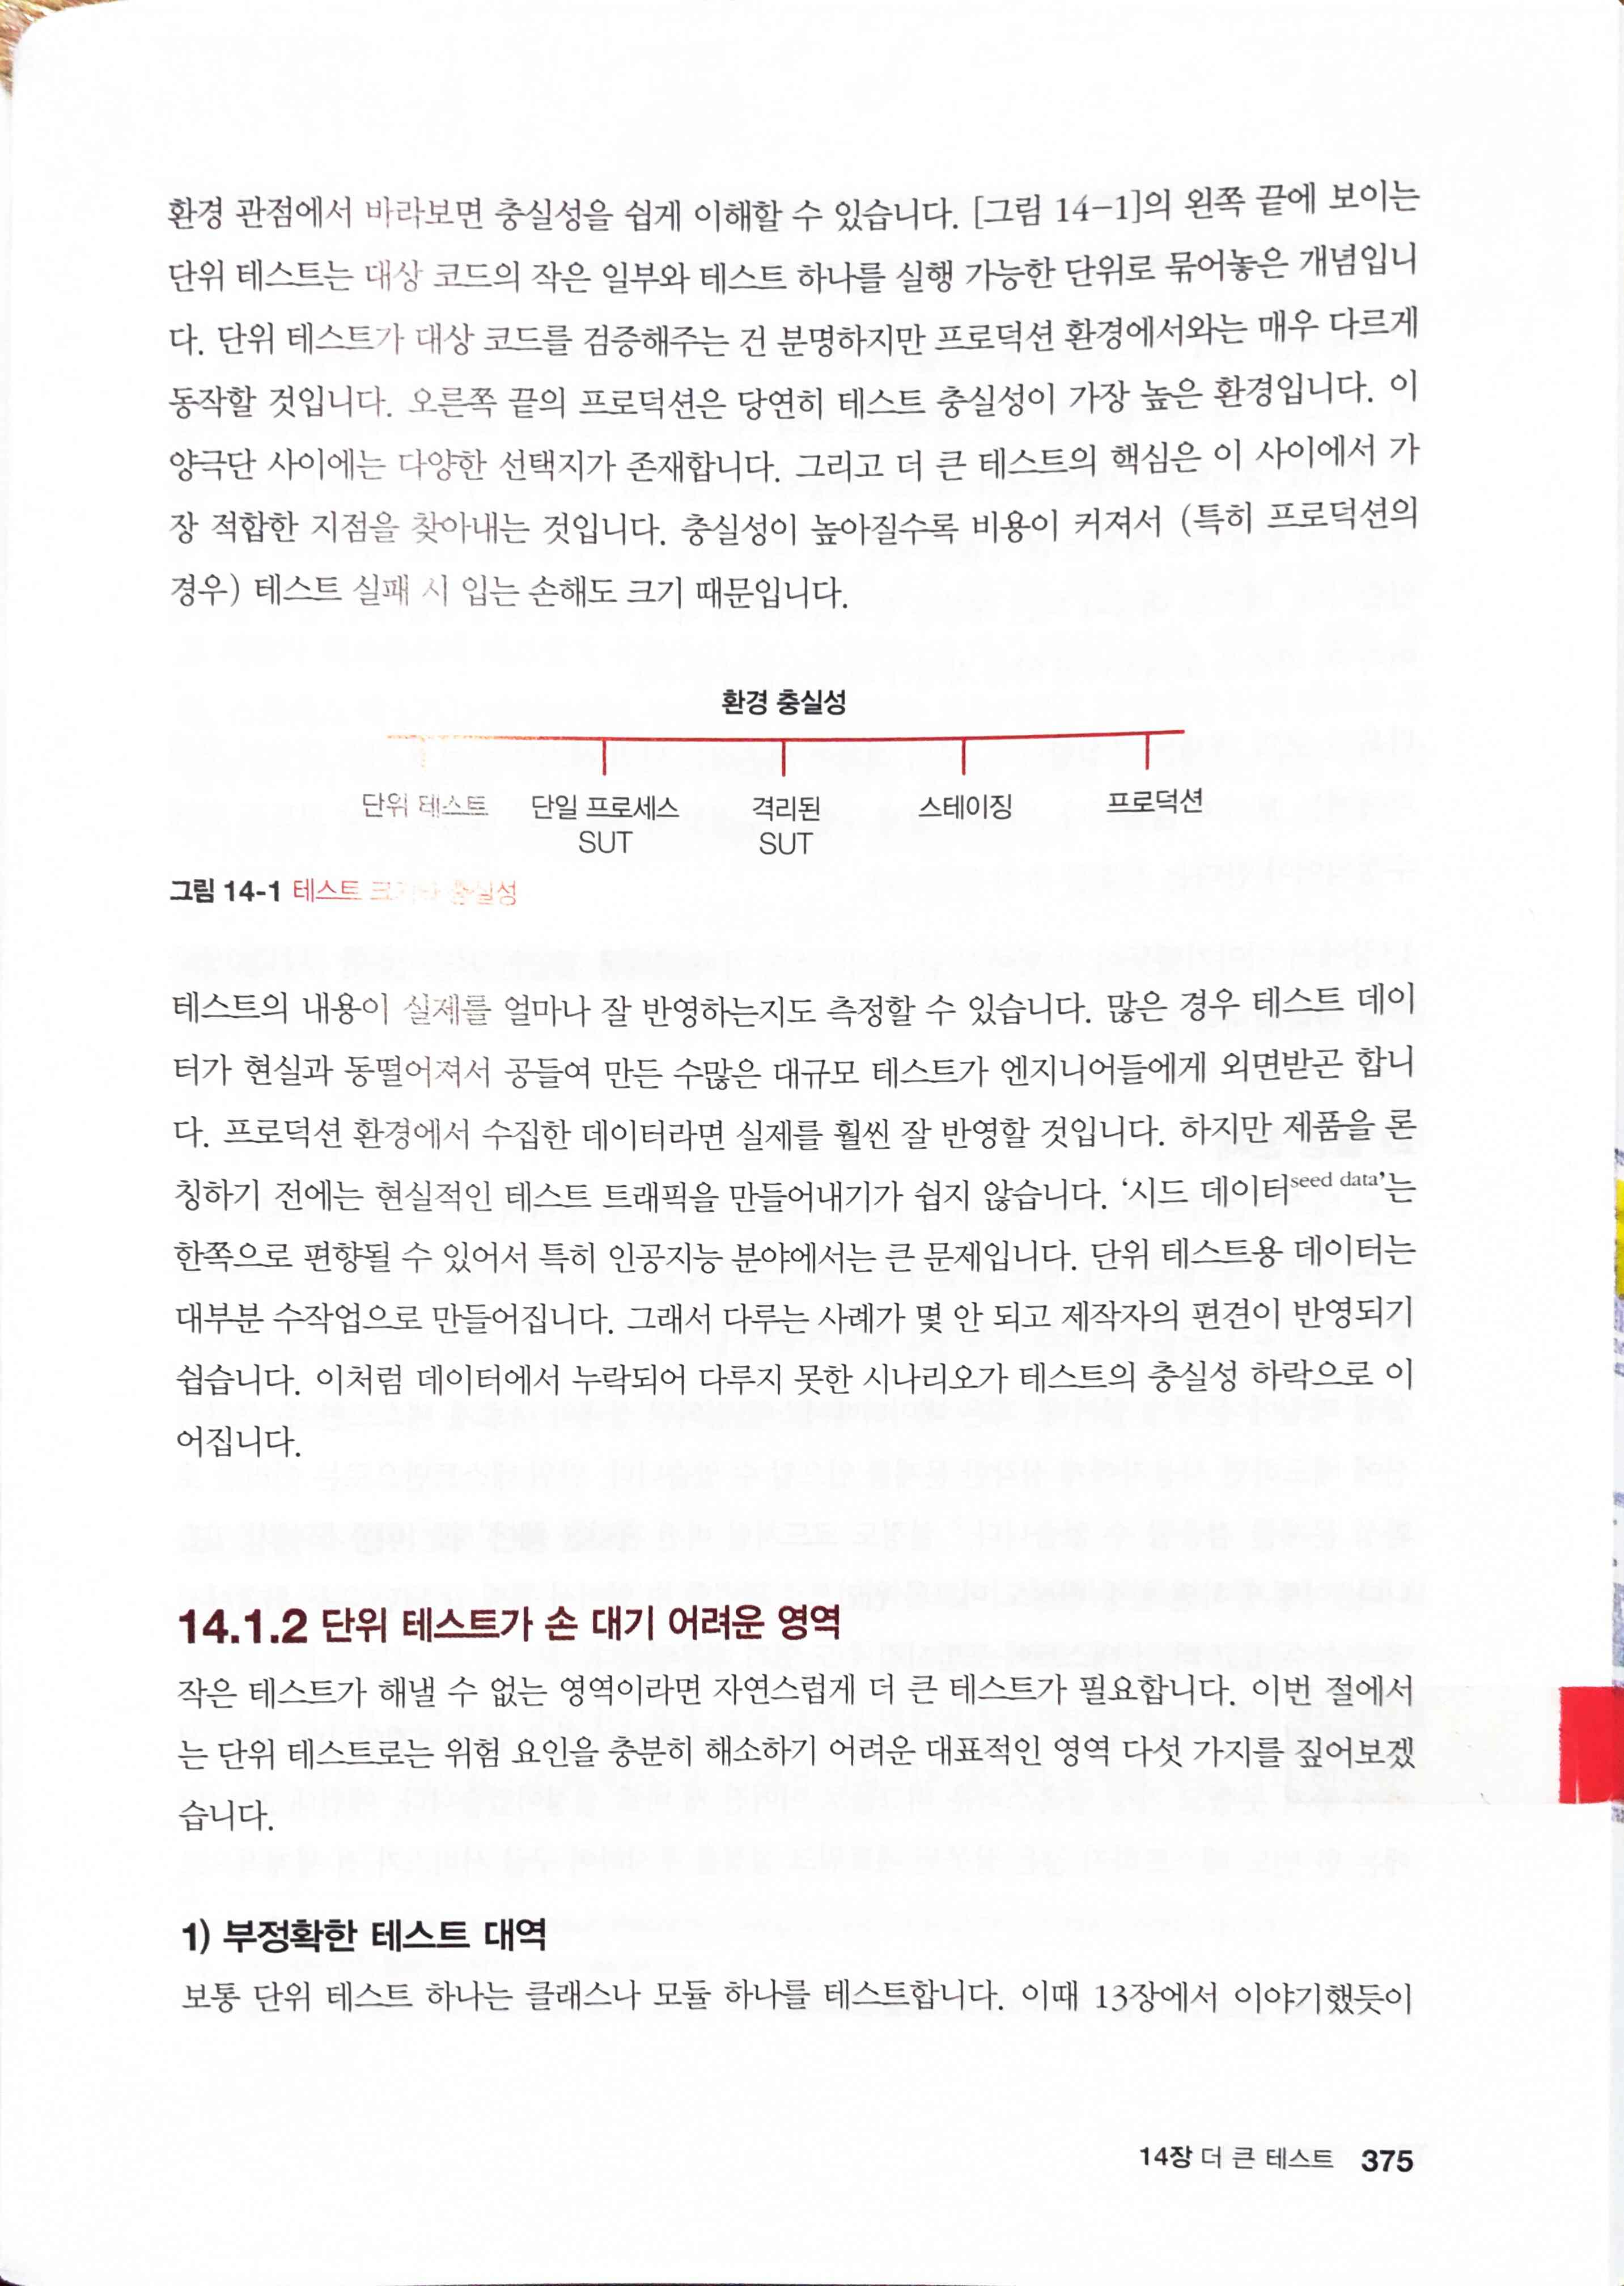 환경 관점에서 바라보면 충실성을 쉽게 이해할 수 있습니다. [그림 14-1]의 왼쪽 끝에 보이는
단위 테스트는 대상 코드의 작은 일부와 테스트 하나를 실행 가능한 단위로 묶어놓은 개념입니
다. 단위 테스트가 대상 코드를 검증해주는 건 분명하지만 프로덕션 환경에서와는 매우 다르게
동작할 것입니다. 오른쪽 끝의 프로덕션은 당연히 테스트 충실성이 가장 높은 환경입니다. 이
양극단 사이에는 다양한 선택지가 존재합니다. 그리고 더 큰 테스트의 핵심은 이 사이에서 가
장 적합한 지점을 찾아내는 것입니다. 충실성이 높아질수록 비용이 커져서 (특히 프로덕션의
경우) 테스트 실패 시 입는 손해도 크기 때문입니다.
환경 충실성
단위 테스트 단일 프로세스 격리된 스테이징 프로덕션
SUT SUT
그림 14-1 테스트 크기와 충실성
테스트의 내용이 실제를 얼마나 잘 반영하는지도 측정할 수 있습니다. 많은 경우 테스트 데이
터가 현실과 동떨어져서 공들여 만든 수많은 대규모 테스트가 엔지니어들에게 외면받곤 합니
다. 프로덕션 환경에서 수집한 데이터라면 실제를 훨씬 잘 반영할 것입니다. 하지만 제품을 론
칭하기 전에는 현실적인 테스트 트래픽을 만들어내기가 쉽지 않습니다. ‘시드 데이터seed data’는
한쪽으로 편향될 수 있어서 특히 인공지능 분야에서는 큰 문제입니다. 단위 테스트용 데이터는
대부분 수작업으로 만들어집니다. 그래서 다루는 사례가 몇 안 되고 제작자의 편견이 반영되기
쉽습니다. 이처럼 데이터에서 누락되어 다루지 못한 시나리오가 테스트의 충실성 하락으로 이
어집니다.
14.1.2 단위 테스트가 손 대기 어려운 영역
작은 테스트가 해낼 수 없는 영역이라면 자연스럽게 더 큰 테스트가 필요합니다. 이번 절에서
는 단위 테스트로는 위험 요인을 충분히 해소하기 어려운 대표적인 영역 다섯 가지를 짚어보겠
습니다.
1) 부정확한 테스트 대역
보통 단위 테스트 하나는 클래스나 모듈 하나를 테스트합니다. 이때 13장에서 이야기했듯이
14장 더 큰 테스트 375